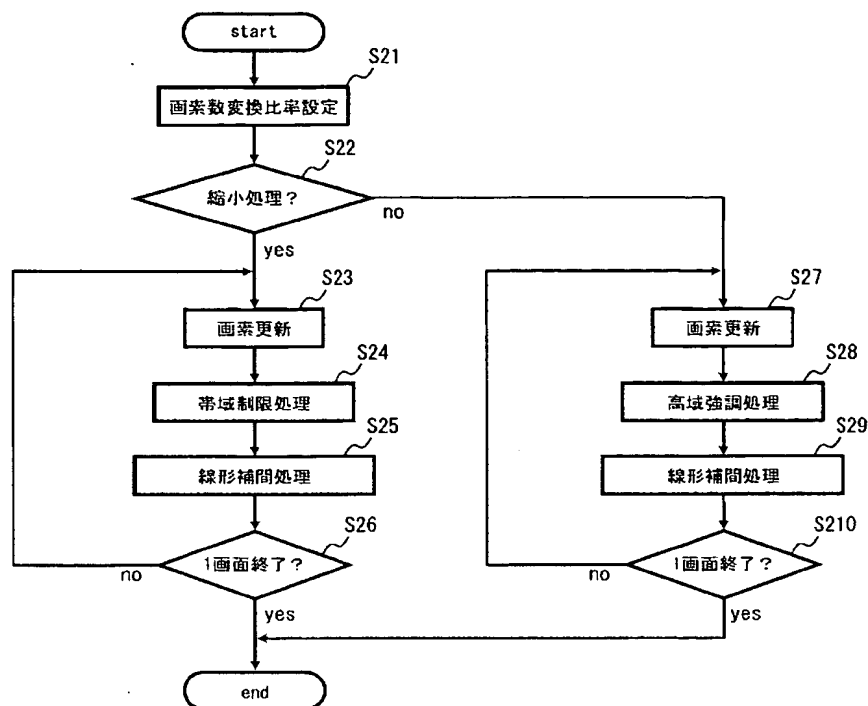 start
S21
画素数変換比率設定
S22
縮小処理？
no
yes
S23
画素更新
S24
帯域制限処理
S25
線形補間処理
S26
1画面終了？
no
yes
S27
画素更新
S28
高域強調処理
S29
線形補間処理
S210
1画面終了？
no
yes
end